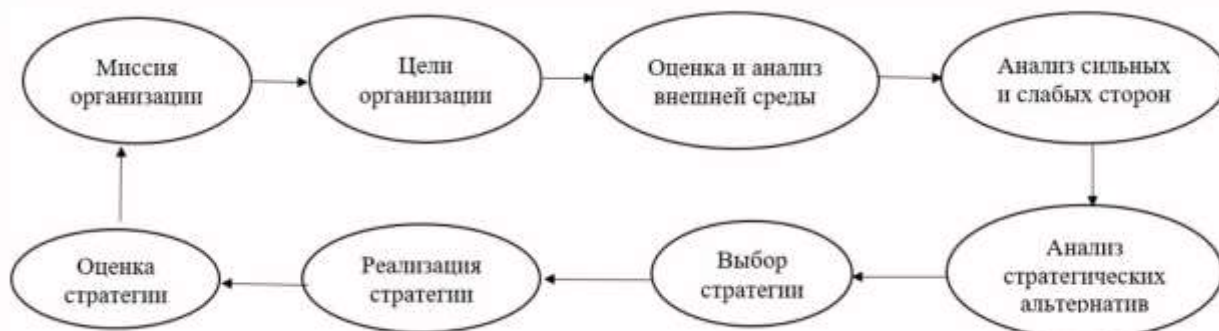 Миссия
организации
Цели
организации
Оценка и анализ
внешней среды
Анализ сильных
и слабых сторон
Анализ
стратегических
альтернатив
Выбор
стратегии
Реализация
стратегии
Оценка
стратегии